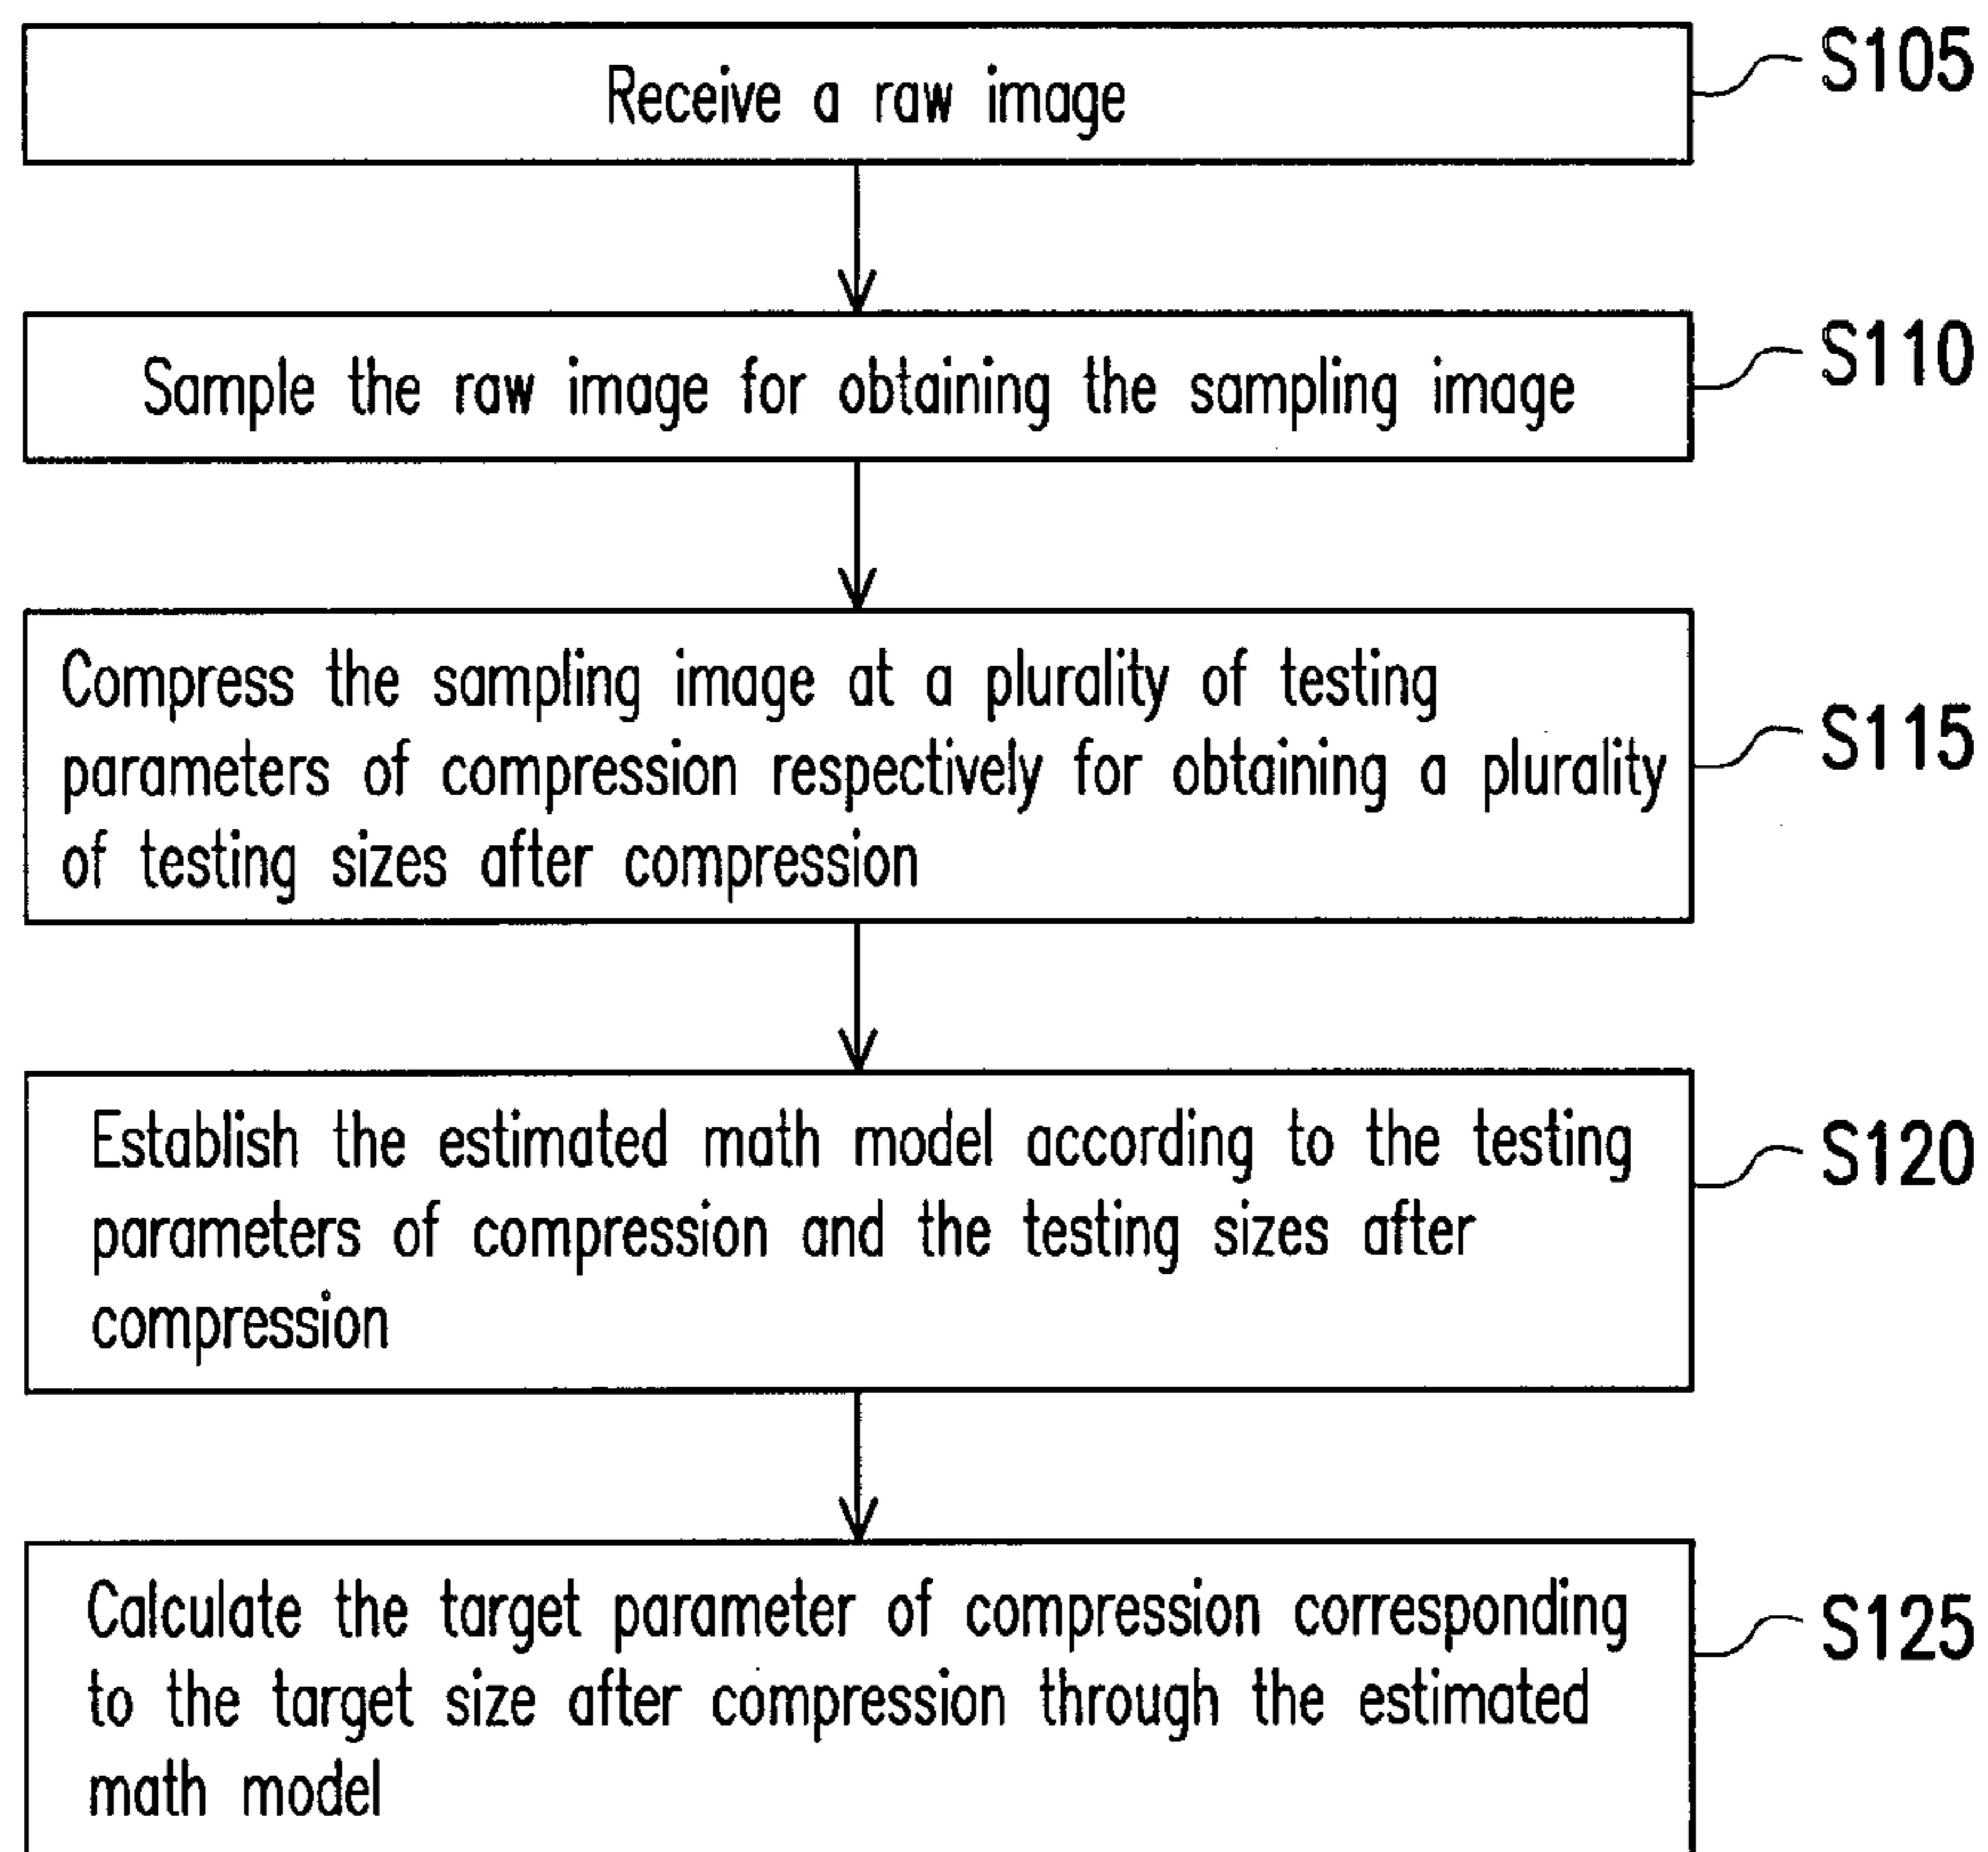 Receive a raw image
S105
Sample the raw image for obtaining the sampling image
S110
Compress the sampling image at a plurality of testing
parameters of compression respectively for obtaining a plurality
of testing sizes after compression
S115
Establish the estimated math model according to the testing
parameters of compression and the testing sizes after
compression
S120
Calculate the target parameter of compression corresponding
to the target size after compression through the estimated
math model
S125